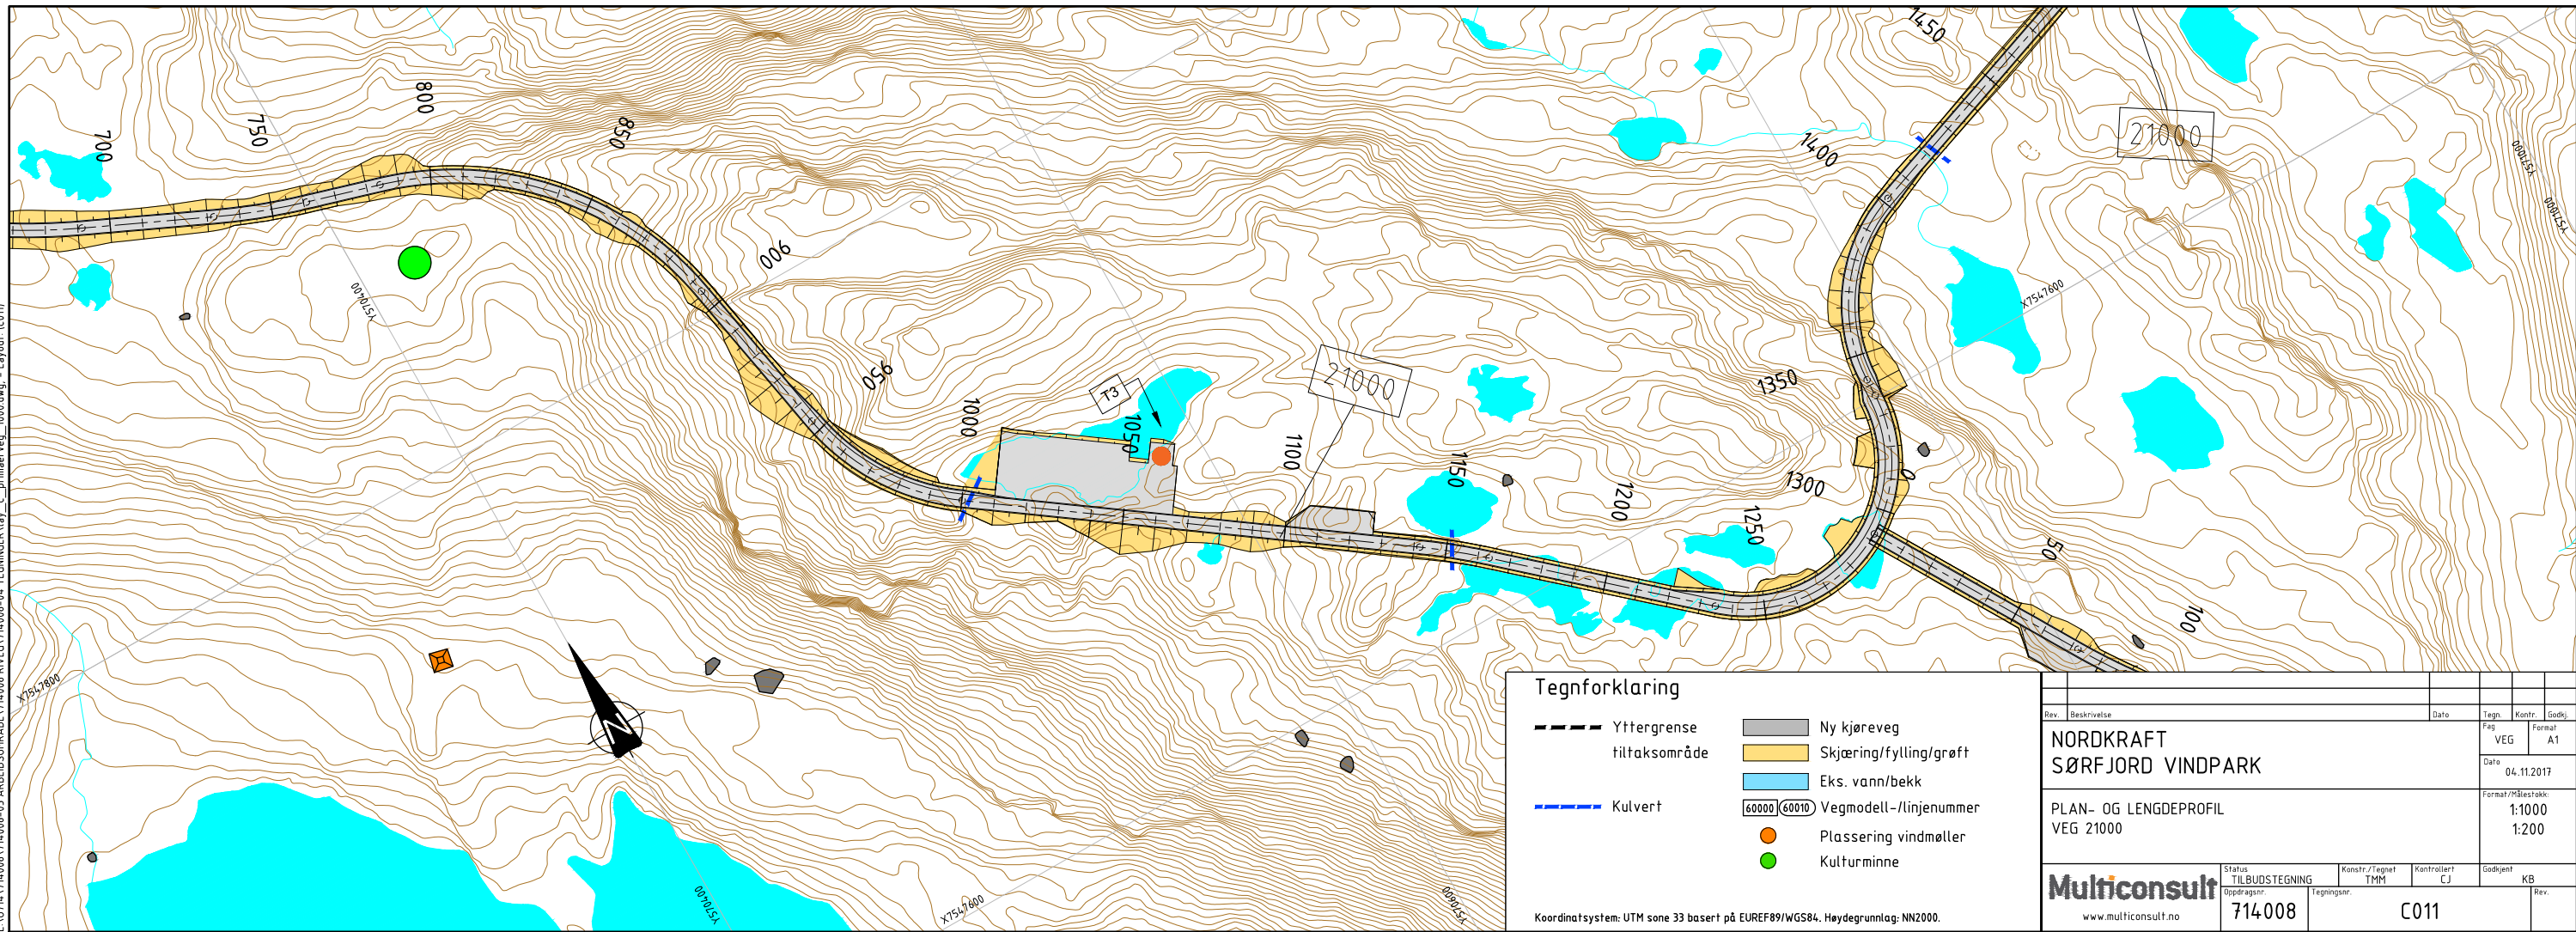 700
750
800
850
900
950
1000
1050
1100
1150
1200
1250
1300
1350
1400
1450
0
50
100
T3
21000
21000
Y570400
X7547800
Y570400
X7547600
Y570600
X7547600
Y571000
Y571000
N
Tegnforklaring
Yttergrense
tiltaksområde
Kulvert
Ny kjøreveg
Skjæring/fylling/grøft
Eks. vann/bekk
60000 60010 Vegmodell-/linjenummer
Plassering vindmøller
Kulturminne
Koordinatsystem: UTM sone 33 basert på EUREF89/WGS84. Høydegrunnlag: NN2000.
Rev. Beskrivelse Dato Tegn. Kontr. Godkj.
NORDKRAFT
SØRFJORD VINDPARK
Fag
VEG
Format
A1
Dato
04.11.2017
PLAN- OG LENGDEPROFIL
VEG 21000
Format/Målestokk:
1:1000
1:200
Multiconsult
www.multiconsult.no
Status
TILBUDSTEGNING
Konstr./Tegnet
TMM
Kontrollert
CJ
Godkjent
KB
Oppdragsnr.
714008
Tegningsnr.
C011
Rev.